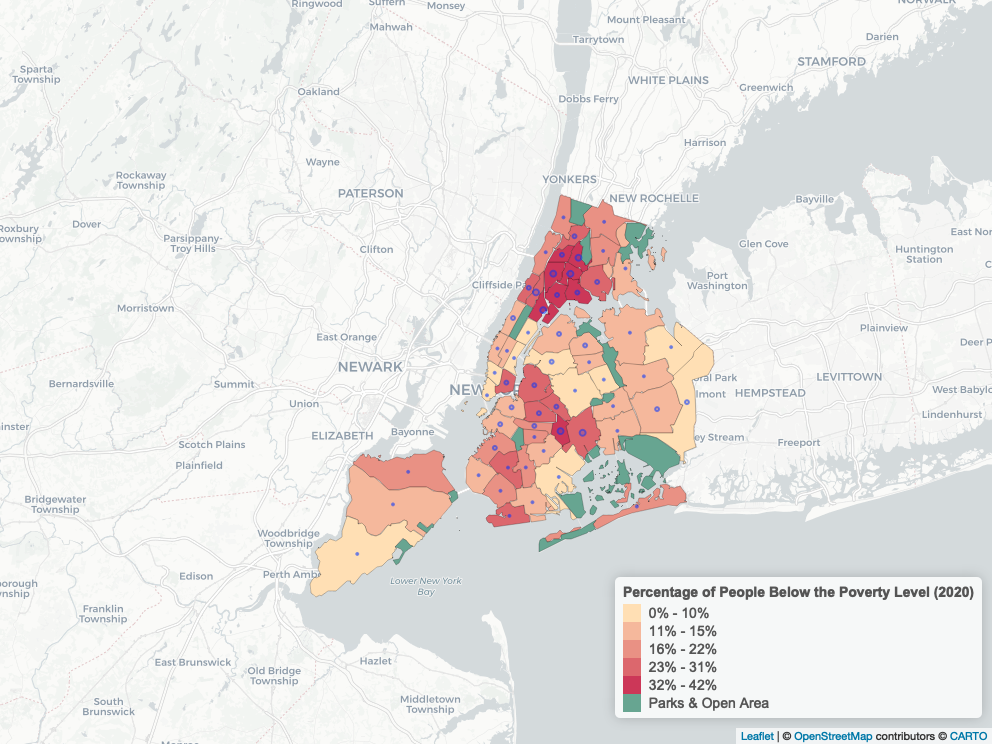 Ringwood
Suffern
Monsey
NORWALK
Mahwah
Mount Pleasant
Tarrytown
Darien
STAMFORD
Sparta
Township
WHITE PLAINS
Oakland
Dobbs Ferry
Greenwich
Harrison
Wayne
Rockaway
Township
YONKERS
PATERSON
NEW ROCHELLE
Bayville
Dover
Roxbury
ownship
Parsippany-
Troy Hills
Clifton
Glen Cove
East Nor
Huntington
Station
Port
Washington
Cliffside Pa
Morristown
East Orange
Plainview
Deer P
NEWARK
Bernardsville
Summit
NEW
ral Park
LEVITTOWN
lmont
HEMPSTEAD
West Babylo
Union
Lindenhurst
inster
ELIZABETH
Bayonne
Scotch Plains
ey Stream
Freeport
Plainfield
Bridgewater
Township
Woodbridge
Township
Edison
Perth Amb
Lower New York
Bay
orough
wnship
Franklin
Township
East Brunswick
Hazlet
Old Bridge
Township
South
Brunswick
Middletown
Township
Percentage of People Below the Poverty Level (2020)
0% - 10%
11% - 15%
16% - 22%
23% - 31%
32% - 42%
Parks & Open Area
Leaflet | © OpenStreetMap contributors © CARTO